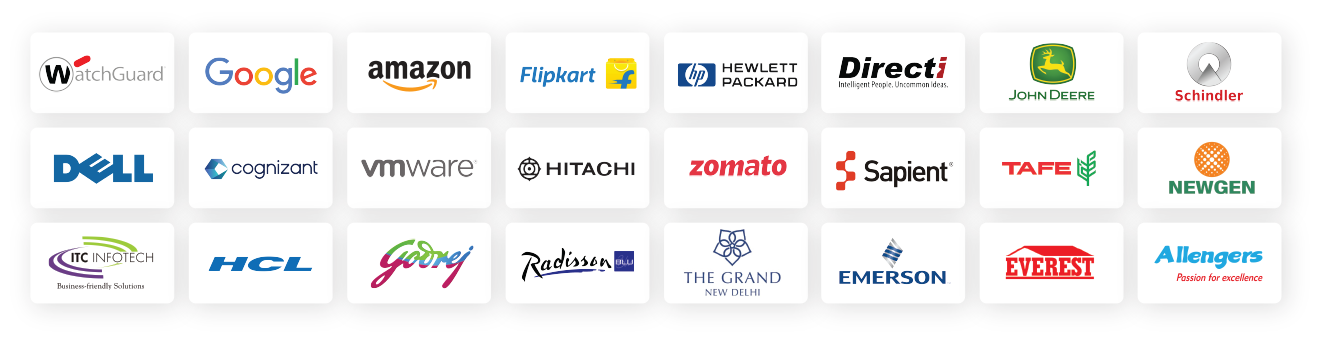 WatchGuard
Google
amazon
Flipkart
hp HEWLETT
PACKARD
Directi
Intelligent People. Uncommon Ideas.
JOHN DEERE
Schindler
DELL
cognizant
vmware®
HITACHI
zomato
Sapient®
TAFE
NEWGEN
ITC INFOTECH
Business-friendly Solutions
HCL
Godrej
Radisson BLU
THE GRAND
NEW DELHI
EMERSON
EVEREST
Allengers
Passion for excellence